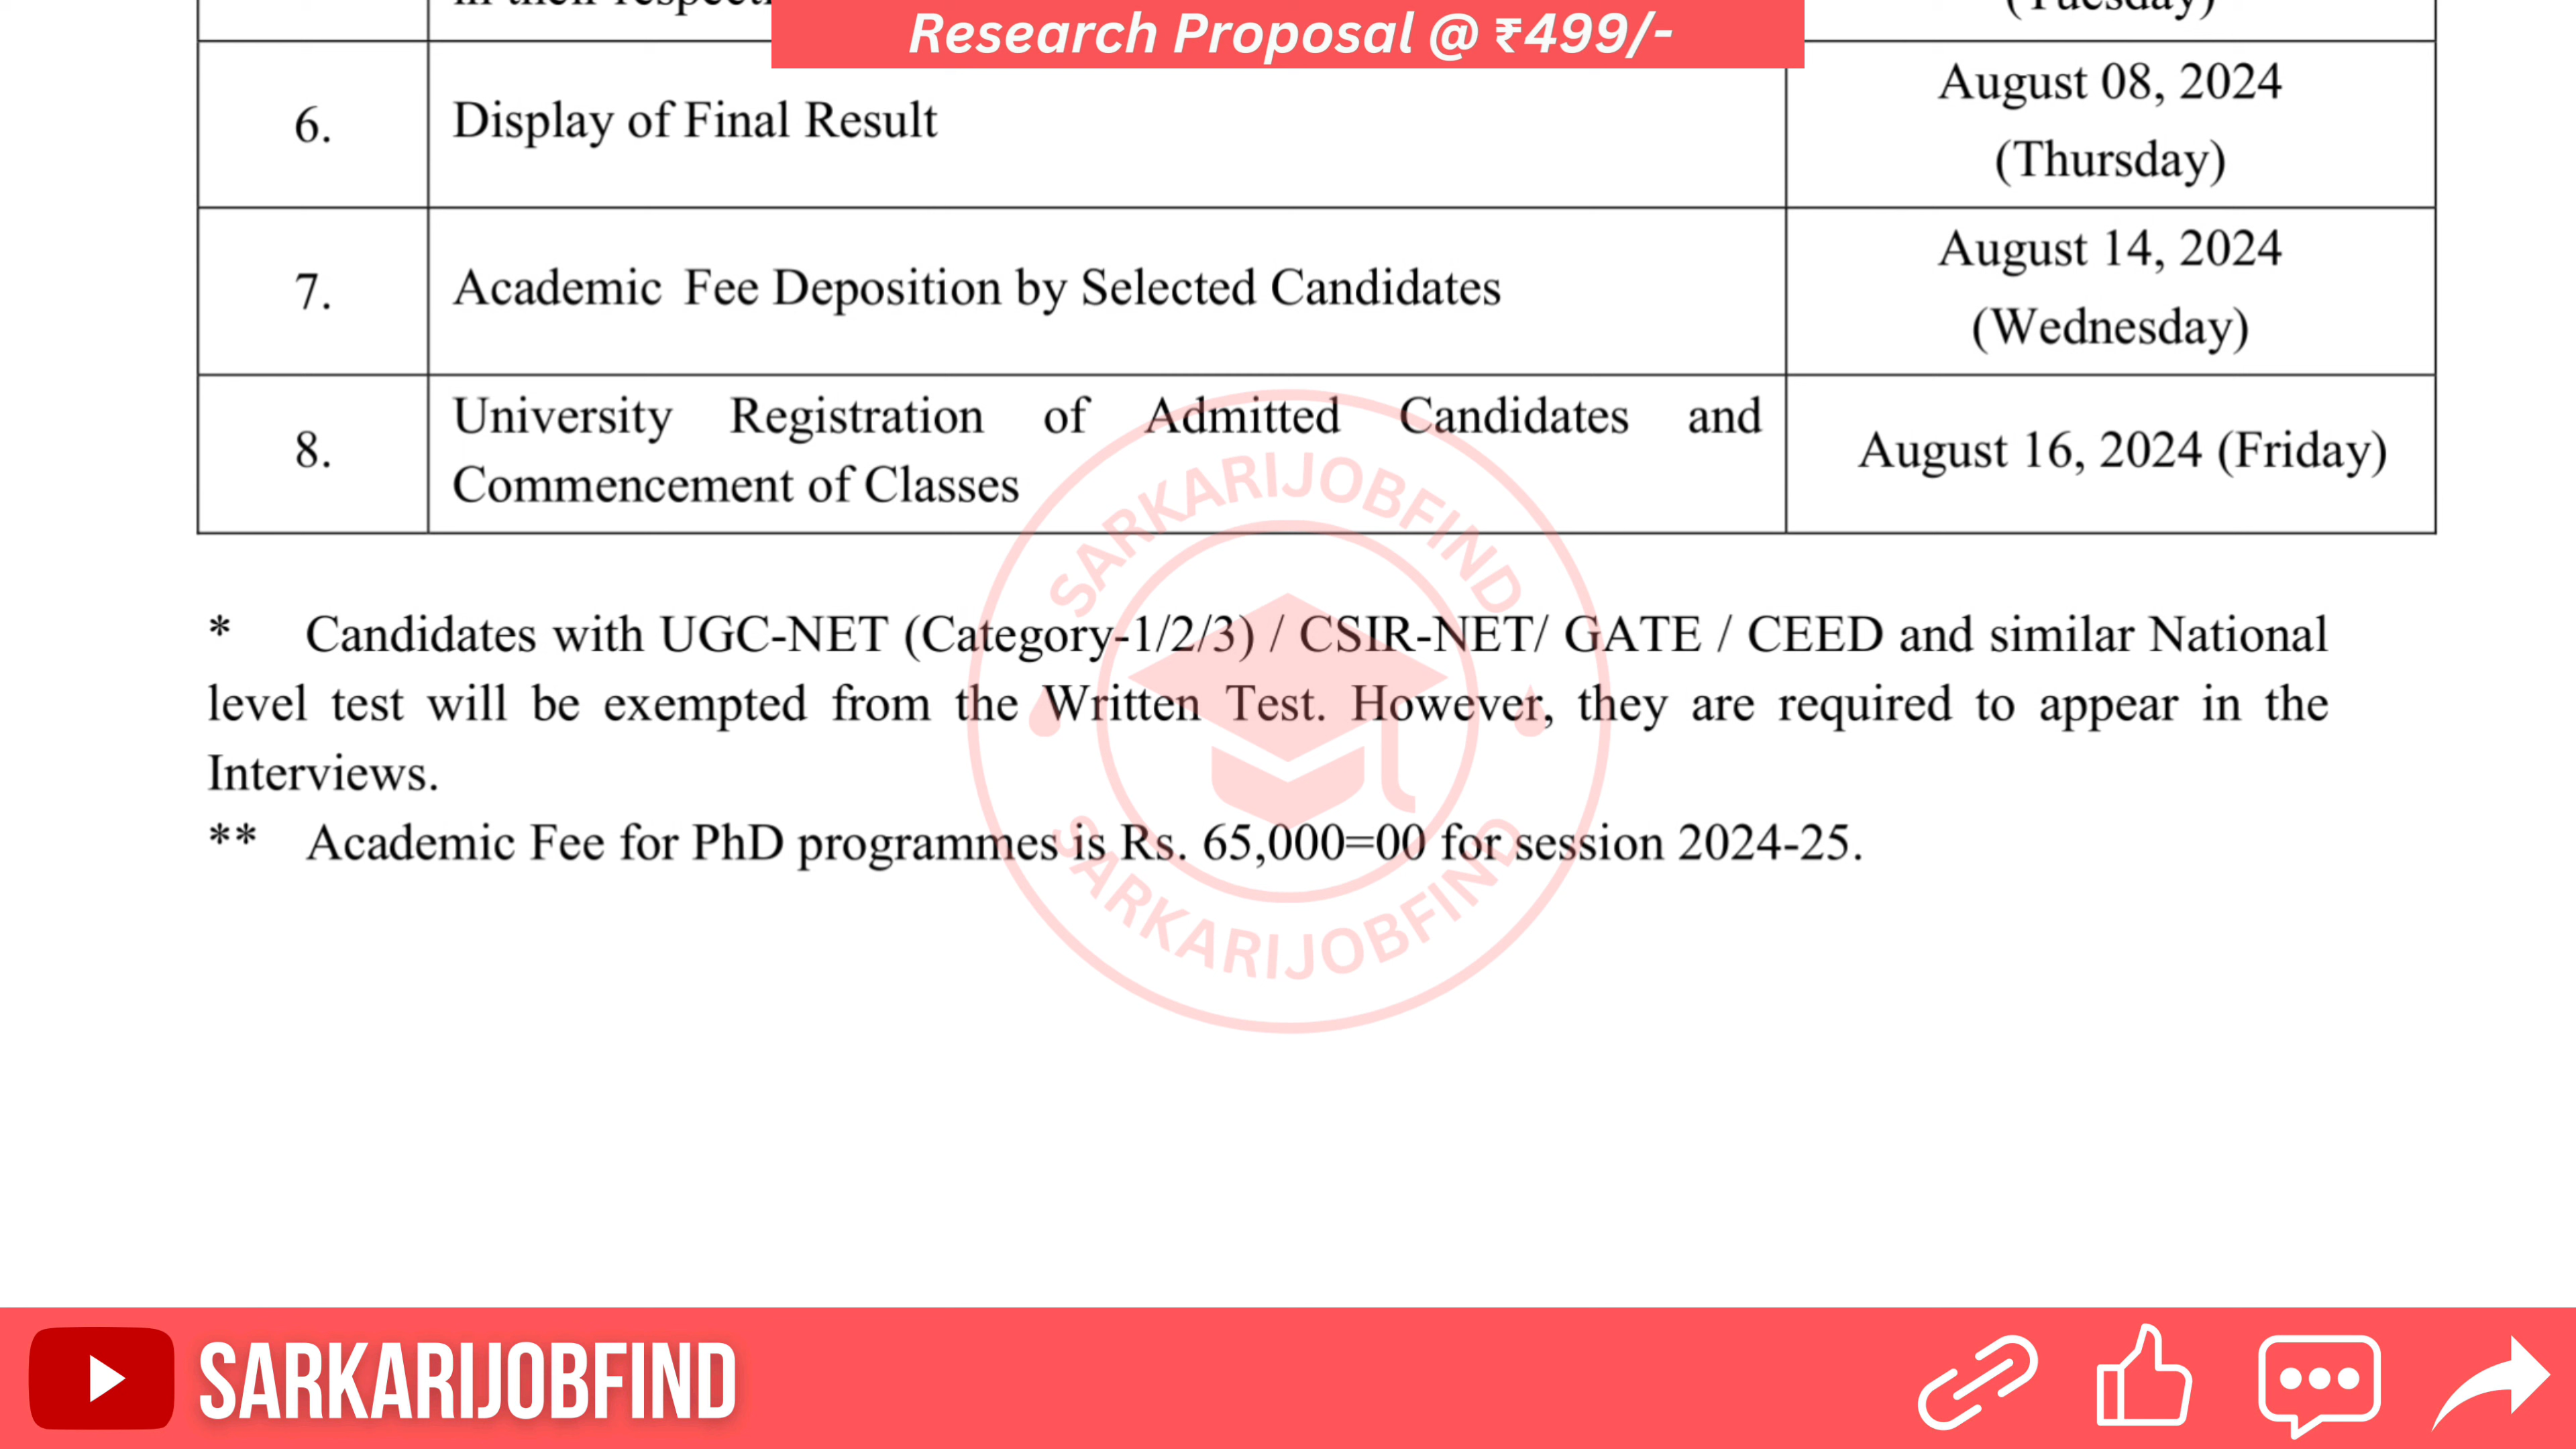 Research Proposal @ ₹499/-
in their respecti
(Tuesday)
6.
Display of Final Result
August 08, 2024
(Thursday)
7.
Academic Fee Deposition by Selected Candidates
August 14, 2024
(Wednesday)
8.
University Registration of Admitted Candidates and
Commencement of Classes
August 16, 2024 (Friday)
SARKARIJOBFIND
* Candidates with UGC-NET (Category-1/2/3) / CSIR-NET/ GATE / CEED and similar National
level test will be exempted from the Written Test. However, they are required to appear in the
Interviews.
** Academic Fee for PhD programmes is Rs. 65,000=00 for session 2024-25.
SARKARIJOBFIND
SARKARIJOBFIND